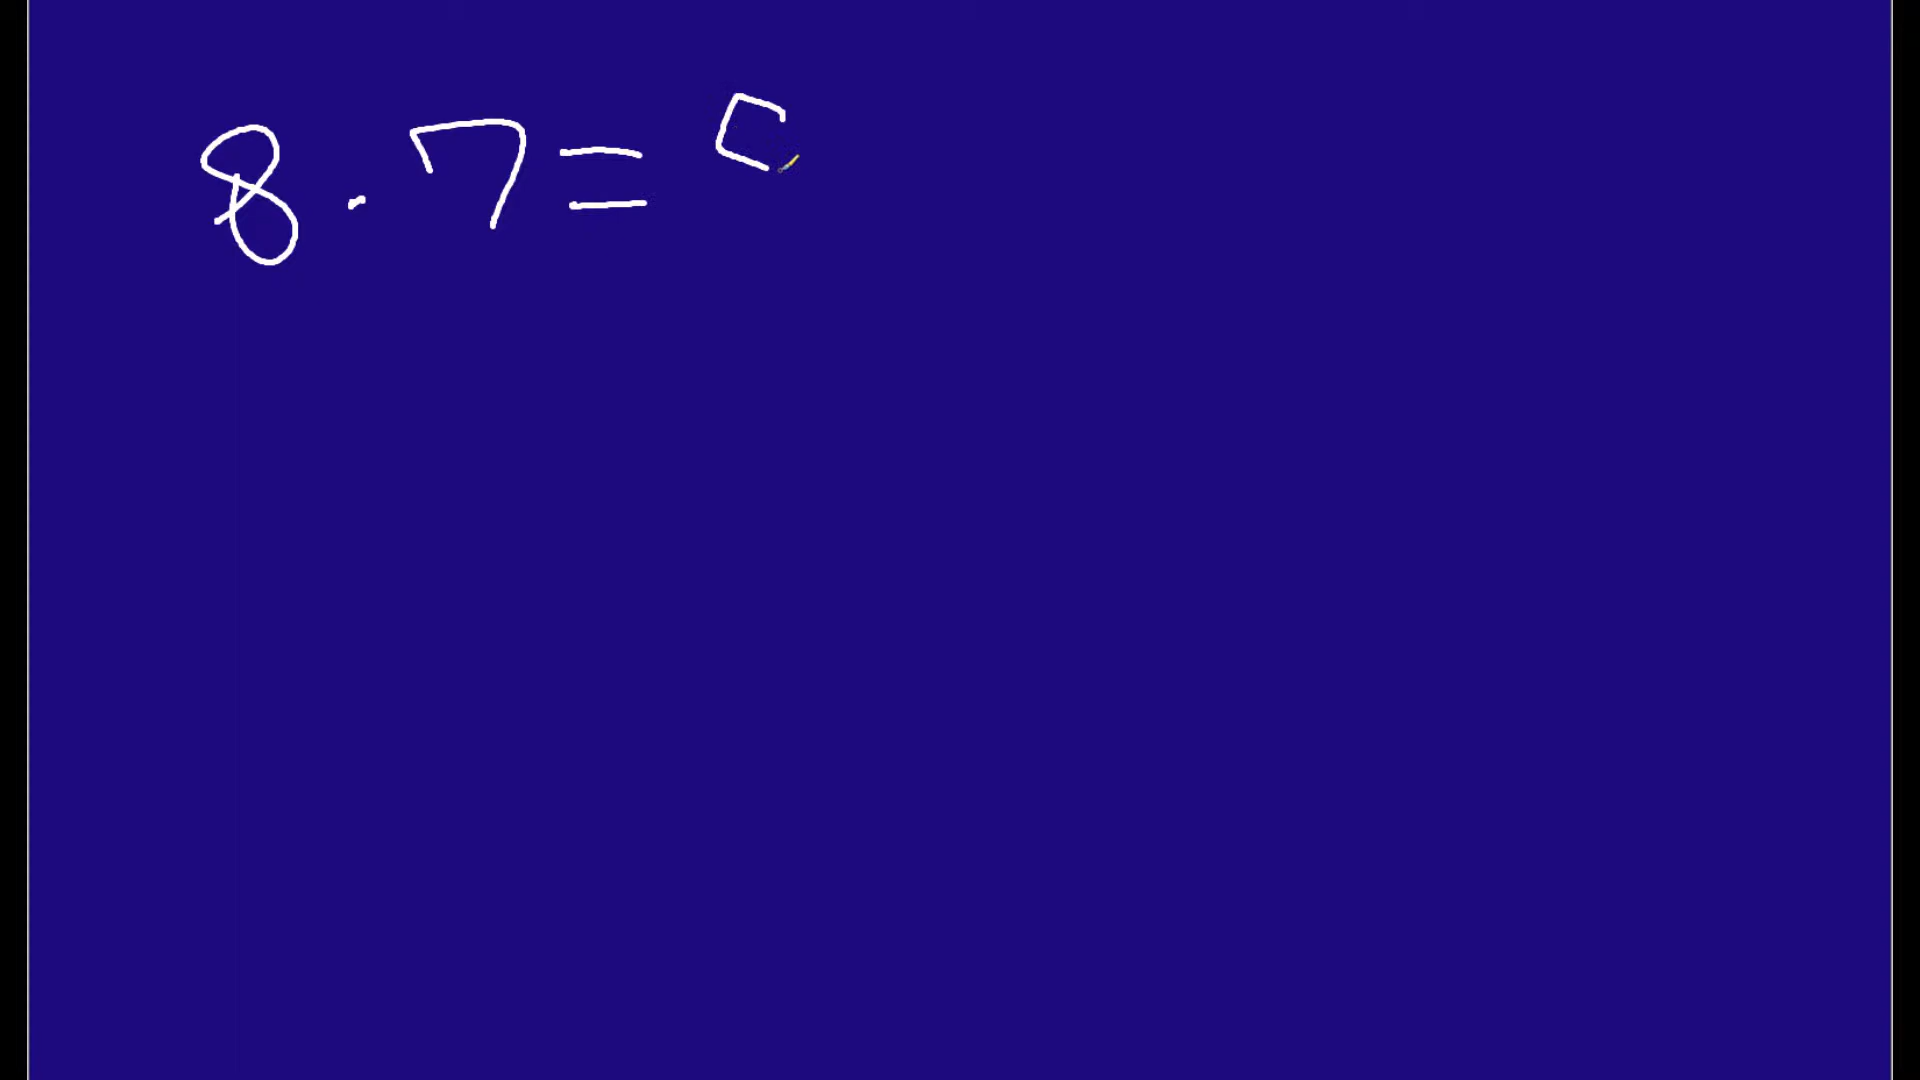 8 . 7 =